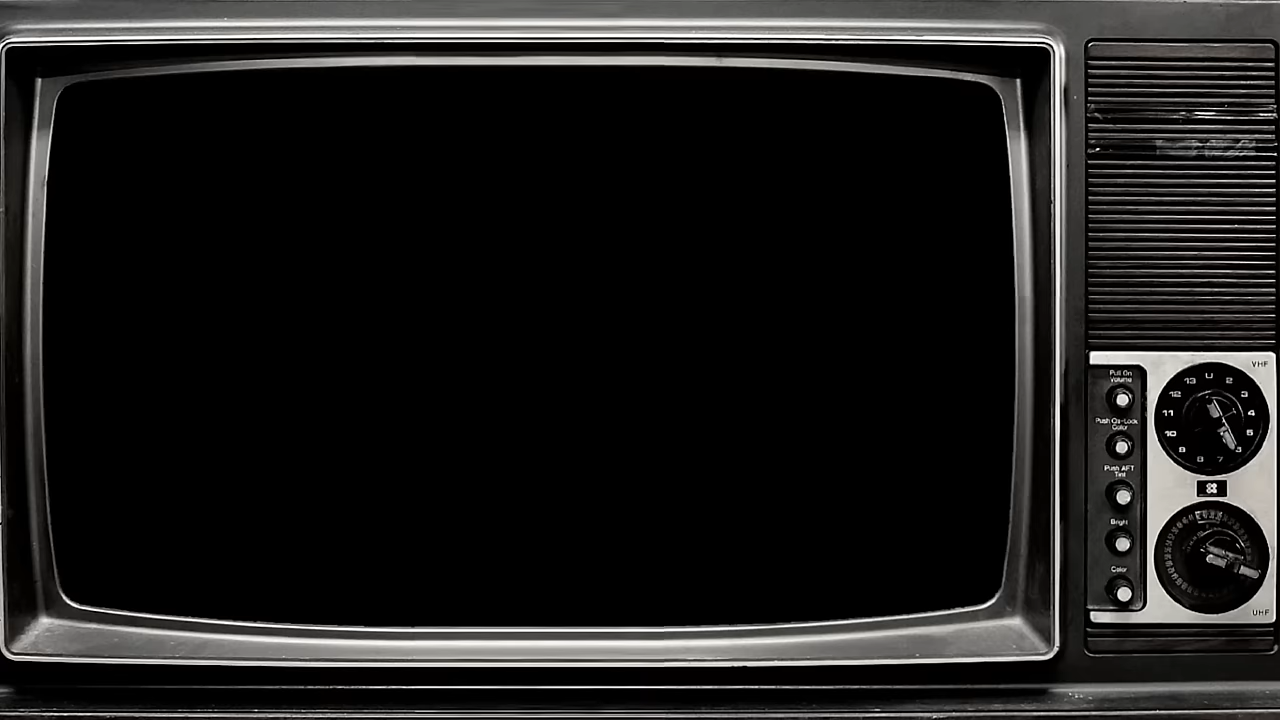 VHF
Pull On
Volume
U
13
2
12
3
11
4
10
5
9
8
7
Push On-Lock
Color
Push AFT
Tint
Bright
Color
UHF